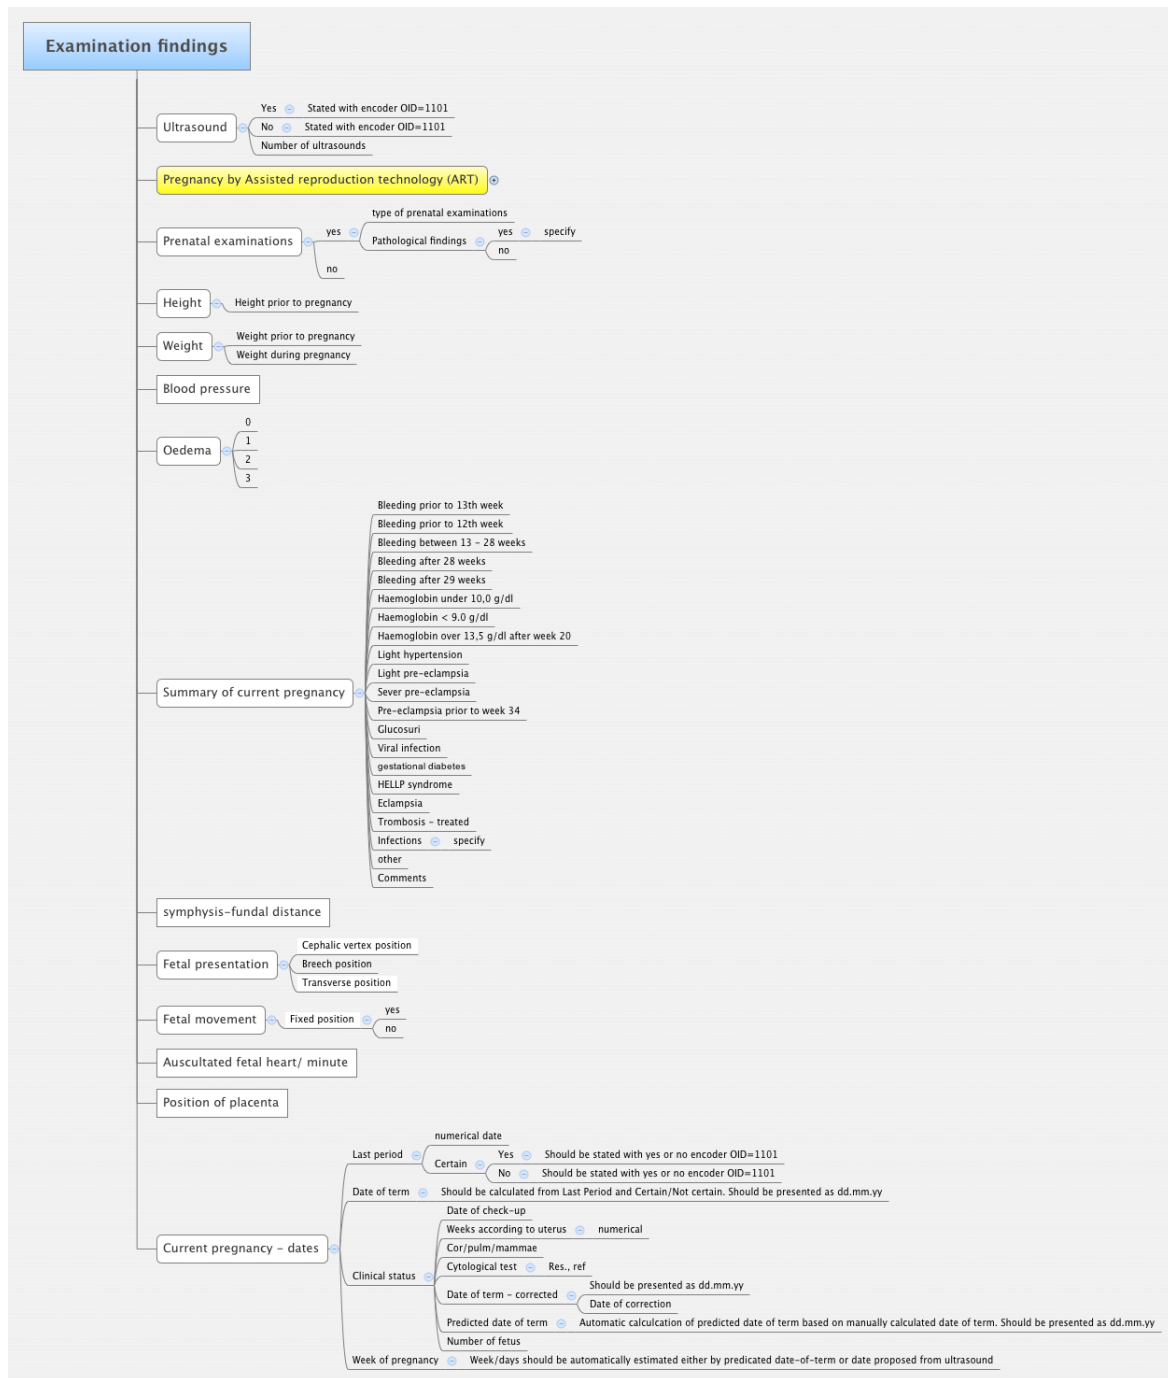 Examination findings
Ultrasound
Yes
Stated with encoder OID=1101
No
Stated with encoder OID=1101
Number of ultrasounds
Pregnancy by Assisted reproduction technology (ART)
Prenatal examinations
yes
type of prenatal examinations
Pathological findings
yes
specify
no
no
Height
Height prior to pregnancy
Weight
Weight prior to pregnancy
Weight during pregnancy
Blood pressure
Oedema
0
1
2
3
Summary of current pregnancy
Bleeding prior to 13th week
Bleeding prior to 12th week
Bleeding between 13 - 28 weeks
Bleeding after 28 weeks
Bleeding after 29 weeks
Haemoglobin under 10,0 g/dl
Haemoglobin < 9.0 g/dl
Haemoglobin over 13,5 g/dl after week 20
Light hypertension
Light pre-eclampsia
Sever pre-eclampsia
Pre-eclampsia prior to week 34
Glucosuri
Viral infection
gestational diabetes
HELLP syndrome
Eclampsia
Trombosis - treated
Infections
specify
other
Comments
symphysis-fundal distance
Fetal presentation
Cephalic vertex position
Breech position
Transverse position
Fetal movement
Fixed position
yes
no
Auscultated fetal heart/ minute
Position of placenta
Current pregnancy - dates
Last period
numerical date
Certain
Yes
Should be stated with yes or no encoder OID=1101
No
Should be stated with yes or no encoder OID=1101
Date of term
Should be calculated from Last Period and Certain/Not certain. Should be presented as dd.mm.yy
Clinical status
Date of check-up
Weeks according to uterus
numerical
Cor/pulm/mammae
Cytological test
Res., ref
Date of term - corrected
Should be presented as dd.mm.yy
Date of correction
Predicted date of term
Automatic calculcation of predicted date of term based on manually calculated date of term. Should be presented as dd.mm.yy
Number of fetus
Week of pregnancy
Week/days should be automatically estimated either by predicated date-of-term or date proposed from ultrasound